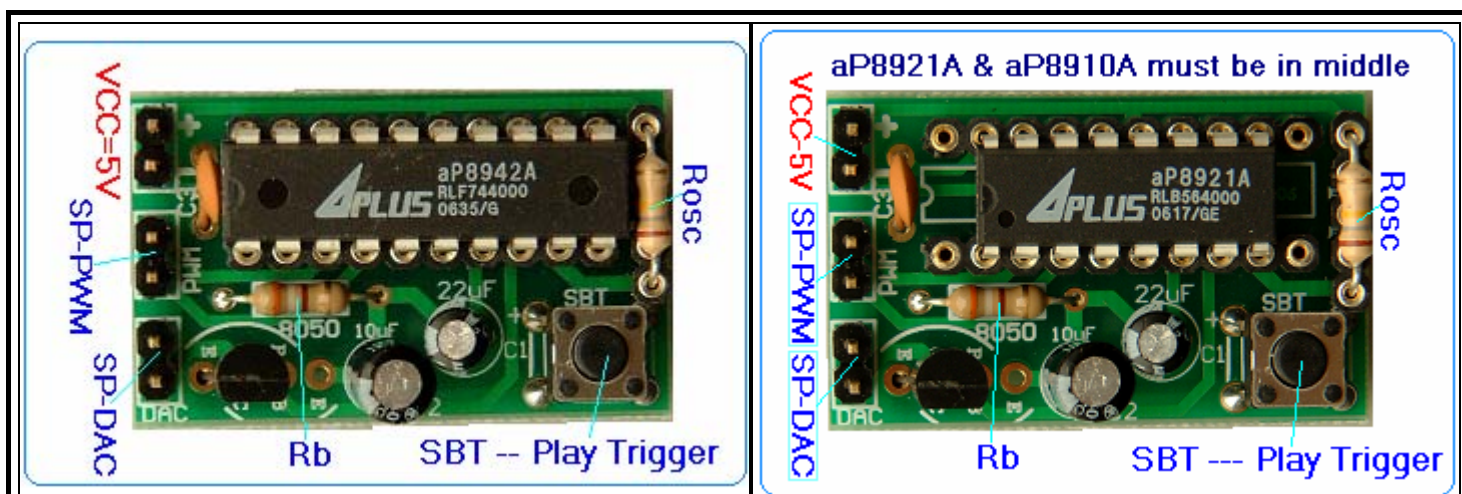 VCC=5V
SP-PWM
SP-DAC
+
C3
PWM
DAC
aP8942A
RLF744000
0635/G
APLUS
Rosc
8050
10uF
22uF
+
C1
SBT
Rb
SBT -- Play Trigger
aP8921A & aP8910A must be in middle
VCC-5V
SP-PWM
SP-DAC
+
C3
PWM
DAC
aP8921A
RLB564000
0617/GE
APLUS
Rosc
8050
10uF
22uF
+
C1
SBT
Rb
SBT --- Play Trigger